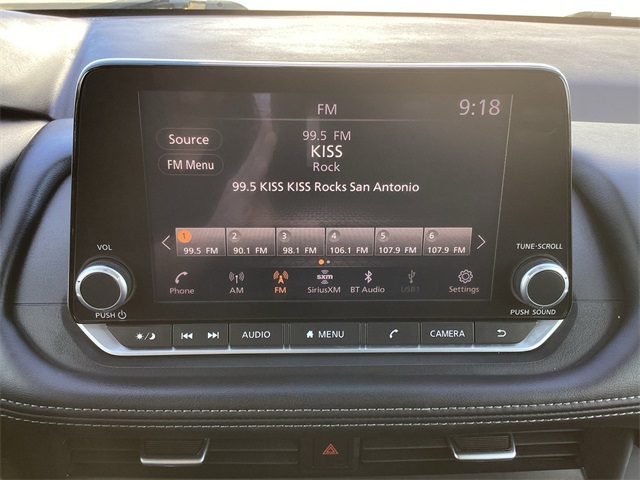 FM
9:18
Source
99.5 FM
KISS
FM Menu
Rock
99.5 KISS KISS Rocks San Antonio
1 2 3 4 5 6
99.5 FM 90.1 FM 98.1 FM 106.1 FM 107.9 FM 107.9 FM
VOL
TUNE·SCROLL
sxm
Phone AM FM SiriusXM BT Audio USB1 Settings
PUSH
PUSH SOUND
AUDIO MENU CAMERA